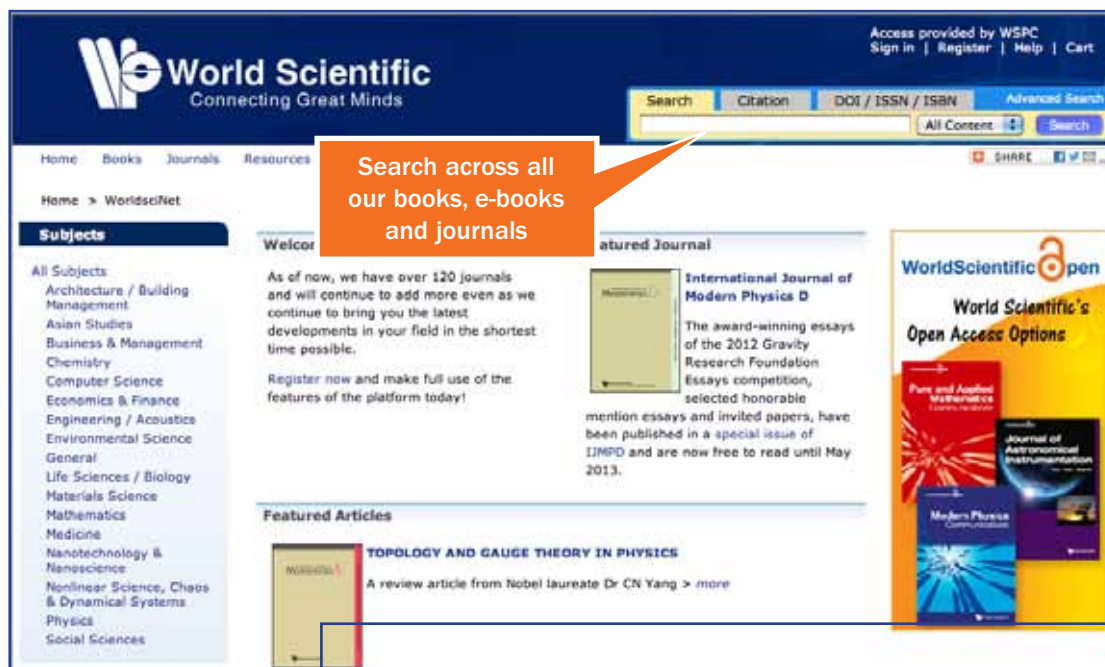 Access provided by WSPC
Sign in | Register | Help | Cart
World Scientific
Connecting Great Minds
Search
Citation
DOI / ISSN / ISBN
Advanced Search
All Content
Search
Home
Books
Journals
Resources
SHARE
Search across all
our books, e-books
and journals
Home > WorldsciNet
Subjects
All Subjects
Architecture / Building
Management
Asian Studies
Business & Management
Chemistry
Computer Science
Economics & Finance
Engineering / Acoustics
Environmental Science
General
Life Sciences / Biology
Materials Science
Mathematics
Medicine
Nanotechnology &
Nanoscience
Nonlinear Science, Chaos
& Dynamical Systems
Physics
Social Sciences
As of now, we have over 120 journals
and will continue to add more even as we
continue to bring you the latest
developments in your field in the shortest
time possible.
Register now and make full use of the
features of the platform today!
Journal
International Journal of
Modern Physics D
The award-winning essays
of the 2012 Gravity
Research Foundation
Essays competition,
selected honorable
mention essays and invited papers, have
been published in a special issue of
IJMPD and are now free to read until May
2013.
Featured Articles
TOPOLOGY AND GAUGE THEORY IN PHYSICS
A review article from Nobel laureate Dr CN Yang > more
WorldScientific Open
World Scientific's
Open Access Options
Pure and Applied
Mathematics
Communications
Journal of
Astronomical
Instrumentation
Modern Physics
Communications